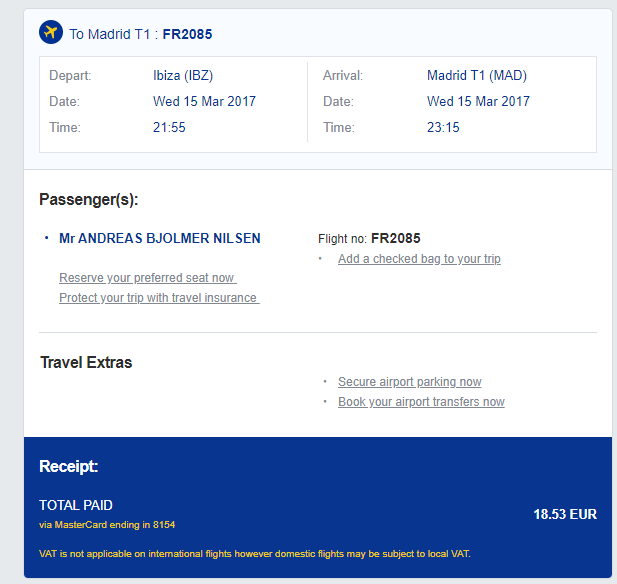 To Madrid T1 : FR2085
Depart: Ibiza (IBZ) Arrival: Madrid T1 (MAD)
Date: Wed 15 Mar 2017 Date: Wed 15 Mar 2017
Time: 21:55 Time: 23:15
Passenger(s):
• Mr ANDREAS BJOLMER NILSEN Flight no: FR2085
• Add a checked bag to your trip
Reserve your preferred seat now
Protect your trip with travel insurance
Travel Extras
• Secure airport parking now
• Book your airport transfers now
Receipt:
TOTAL PAID
18.53 EUR
via MasterCard ending in 8154
VAT is not applicable on international flights however domestic flights may be subject to local VAT.